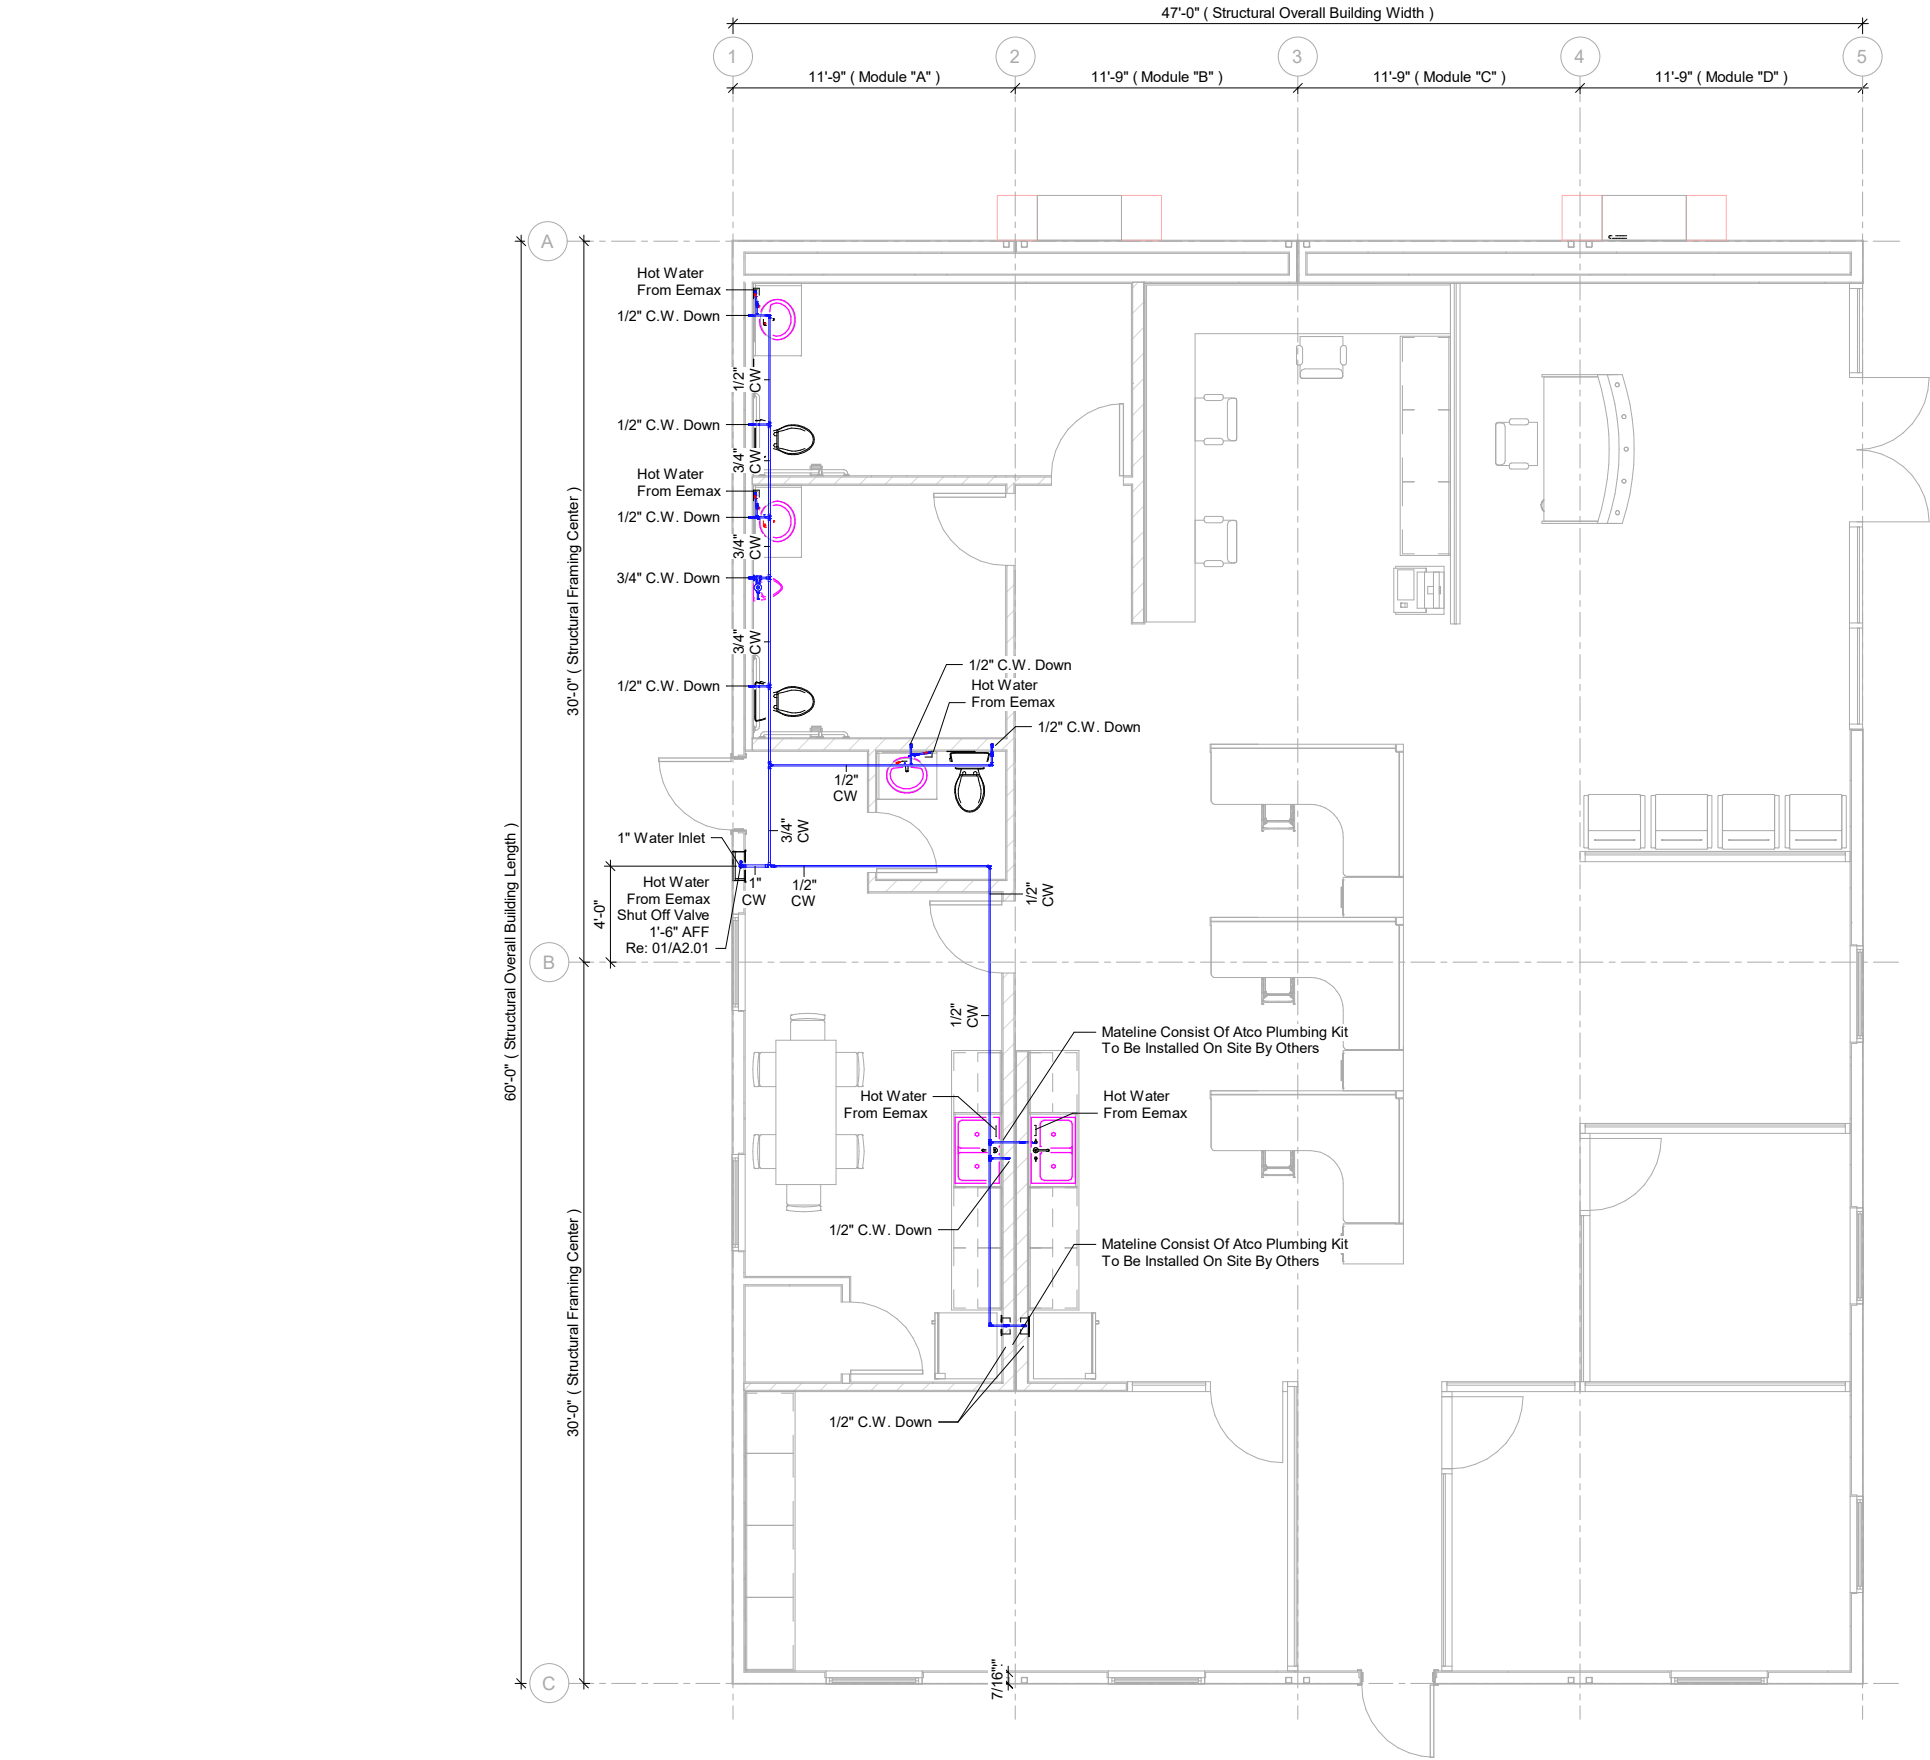 47'-0" ( Structural Overall Building Width )
1
2
3
4
5
11'-9" ( Module "A" )
11'-9" ( Module "B" )
11'-9" ( Module "C" )
11'-9" ( Module "D" )
A
Hot Water
From Eemax
1/2" C.W. Down
1/2"
CW
1/2" C.W. Down
3/4"
CW
Hot Water
From Eemax
1/2" C.W. Down
3/4"
CW
3/4" C.W. Down
30'-0" ( Structural Framing Center )
3/4"
CW
1/2" C.W. Down
1/2" C.W. Down
Hot Water
From Eemax
1/2" C.W. Down
1/2"
CW
3/4"
CW
1" Water Inlet
1"
CW
1/2"
CW
1/2"
CW
Hot Water
From Eemax
Shut Off Valve
1'-6" AFF
Re: 01/A2.01
4'-0"
60'-0" ( Structural Overall Building Length )
B
1/2"
CW
Mateline Consist Of Atco Plumbing Kit
To Be Installed On Site By Others
Hot Water
From Eemax
Hot Water
From Eemax
1/2" C.W. Down
Mateline Consist Of Atco Plumbing Kit
To Be Installed On Site By Others
30'-0" ( Structural Framing Center )
1/2" C.W. Down
7/16"
C